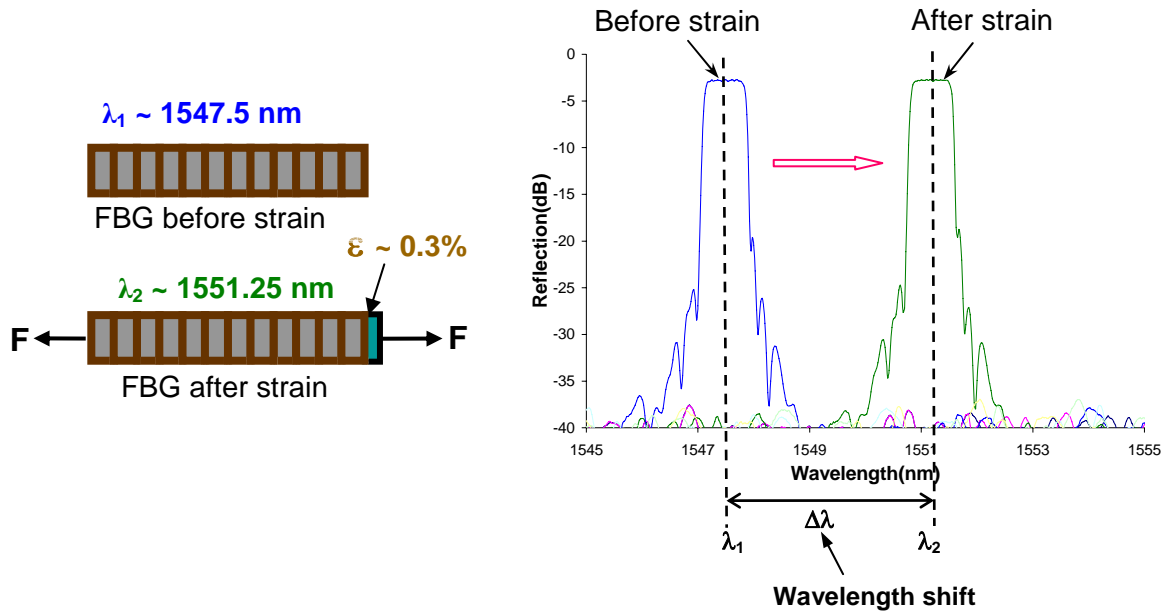 λ₁ ~ 1547.5 nm
FBG before strain
ε ~ 0.3%
λ₂ ~ 1551.25 nm
F
F
FBG after strain
Before strain
After strain
0
-5
-10
-15
-20
-25
-30
-35
-40
Reflection(dB)
1545
1547
1549
1551
1553
1555
Wavelength(nm)
Δλ
λ₁
λ₂
Wavelength shift